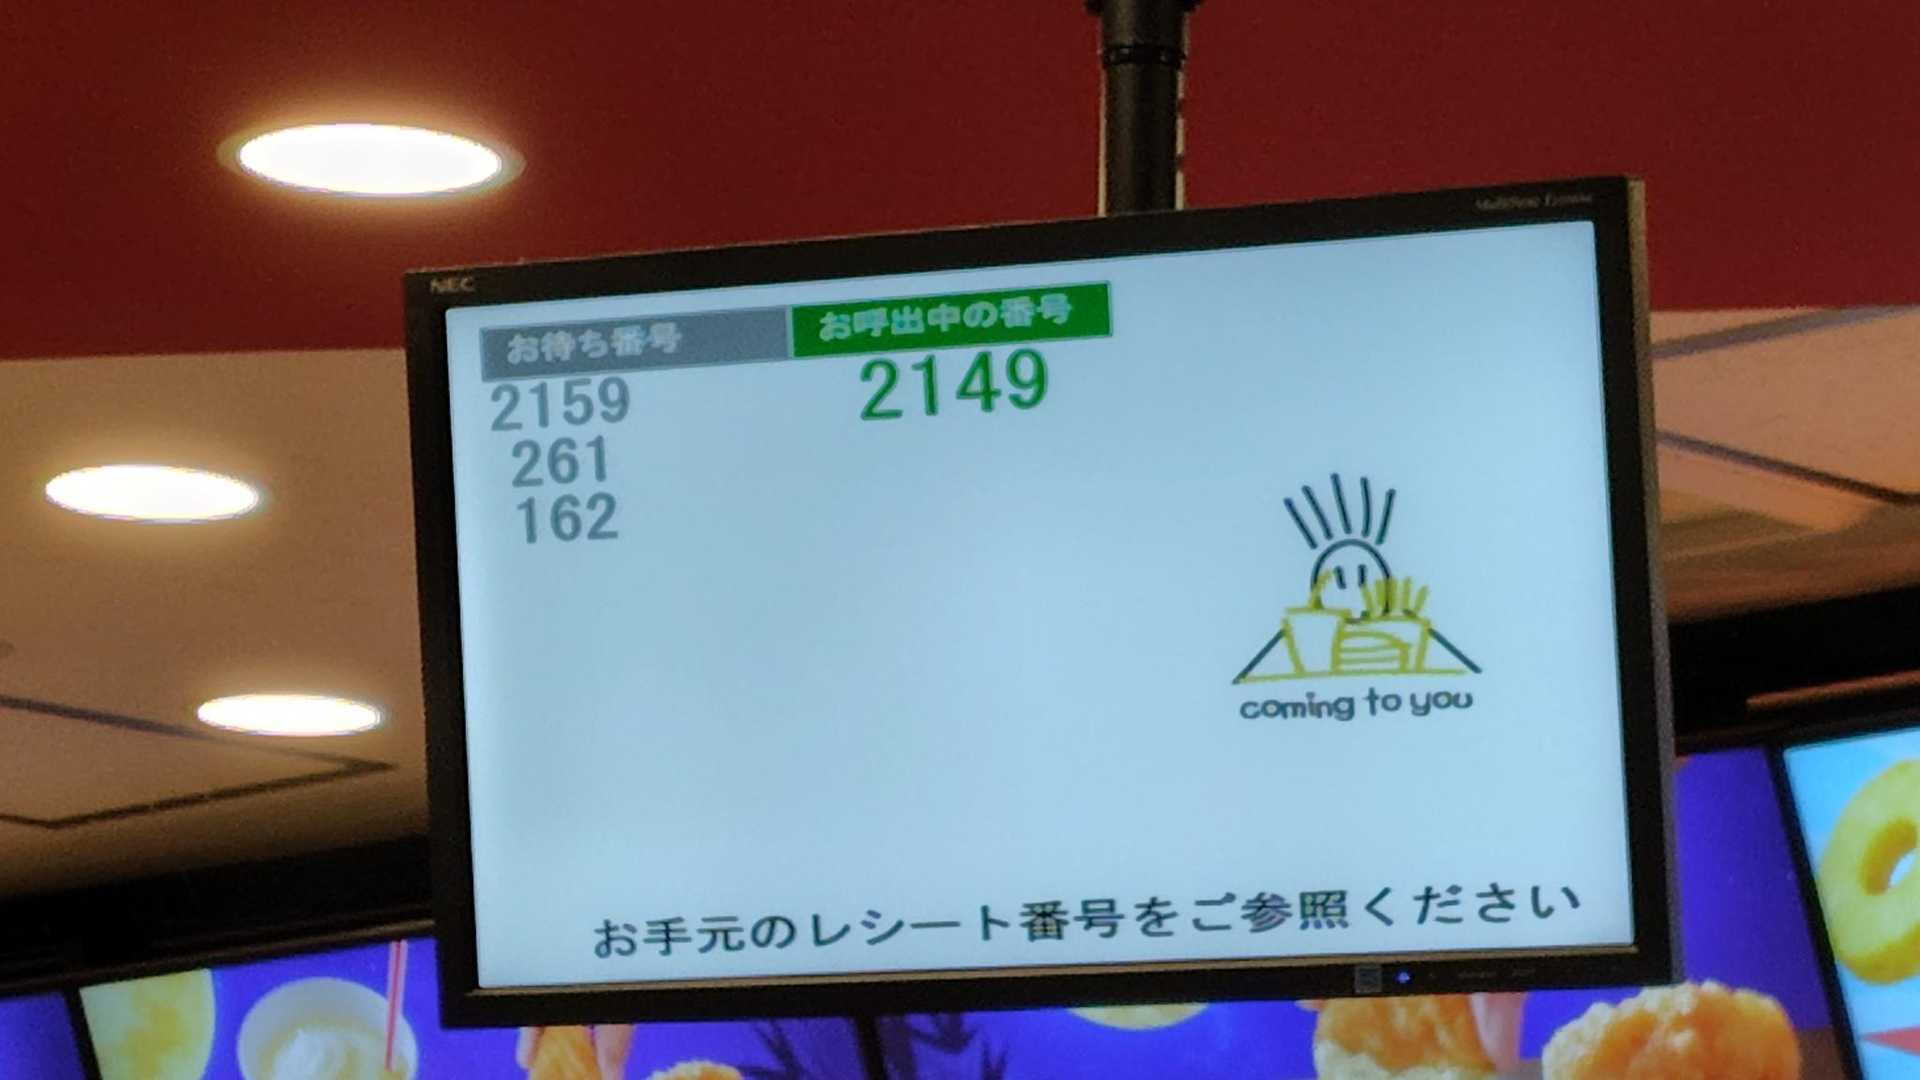 NEC
お待ち番号 お呼出中の番号
2159 2149
261
162
coming to you
お手元のレシート番号をご参照ください